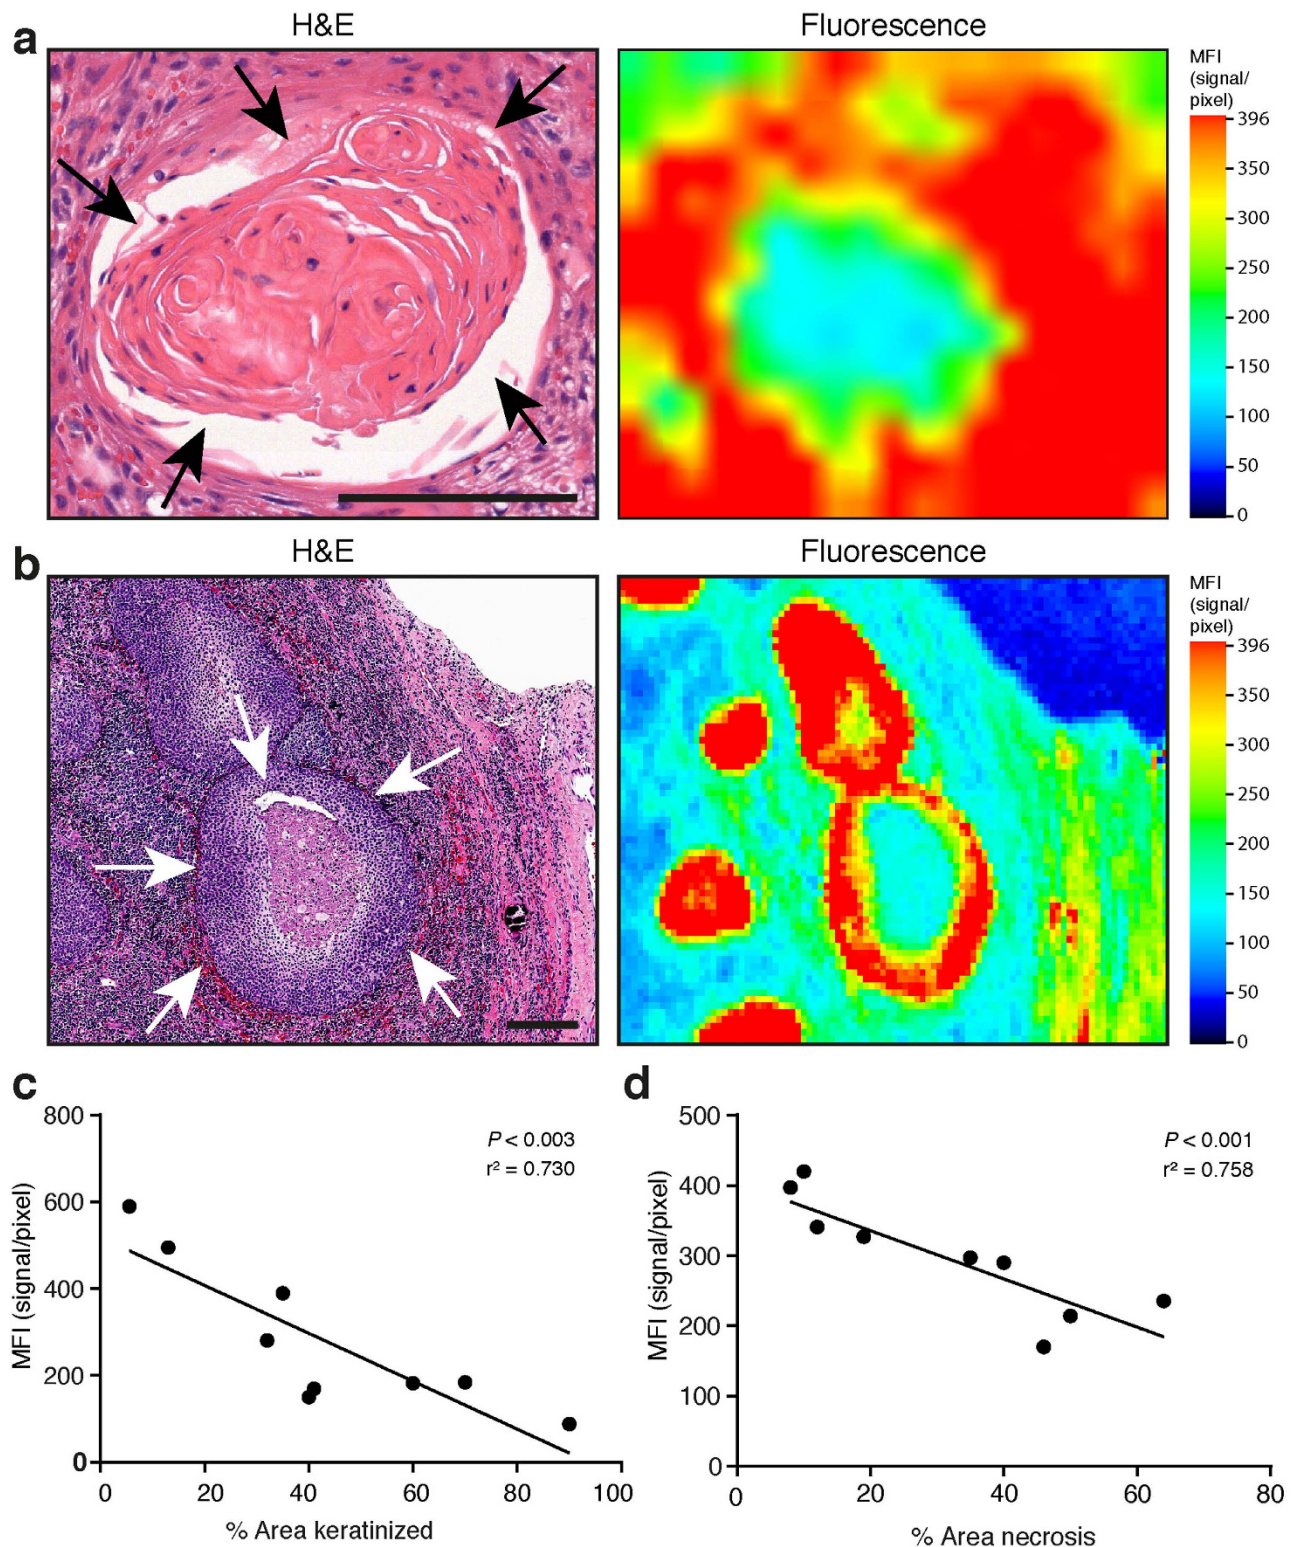 a
H&E
Fluorescence
MFI
(signal/
pixel)
396
350
300
250
200
150
100
50
0
b
H&E
Fluorescence
MFI
(signal/
pixel)
396
350
300
250
200
150
100
50
0
c
800
600
400
200
0
MFI (signal/pixel)
P < 0.003
r² = 0.730
0 20 40 60 80 100
% Area keratinized
d
500
400
300
200
100
0
MFI (signal/pixel)
P < 0.001
r² = 0.758
0 20 40 60 80
% Area necrosis